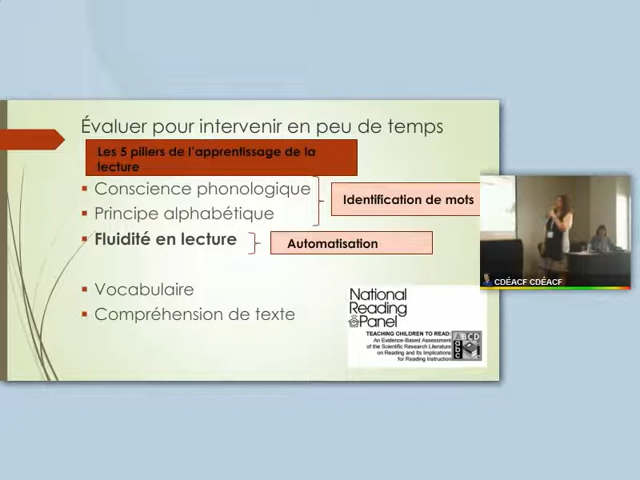 Évaluer pour intervenir en peu de temps
Les 5 piliers de l'apprentissage de la
lecture
Conscience phonologique
Principe alphabétique
Identification de mots
Fluidité en lecture
Automatisation
Vocabulaire
Compréhension de texte
National
Reading
Panel
TEACHING CHILDREN TO READ:
An Evidence-Based Assessment
of the Scientific Research Literature
on Reading and Its Implications
for Reading Instruction
CDÉACF CDÉACF